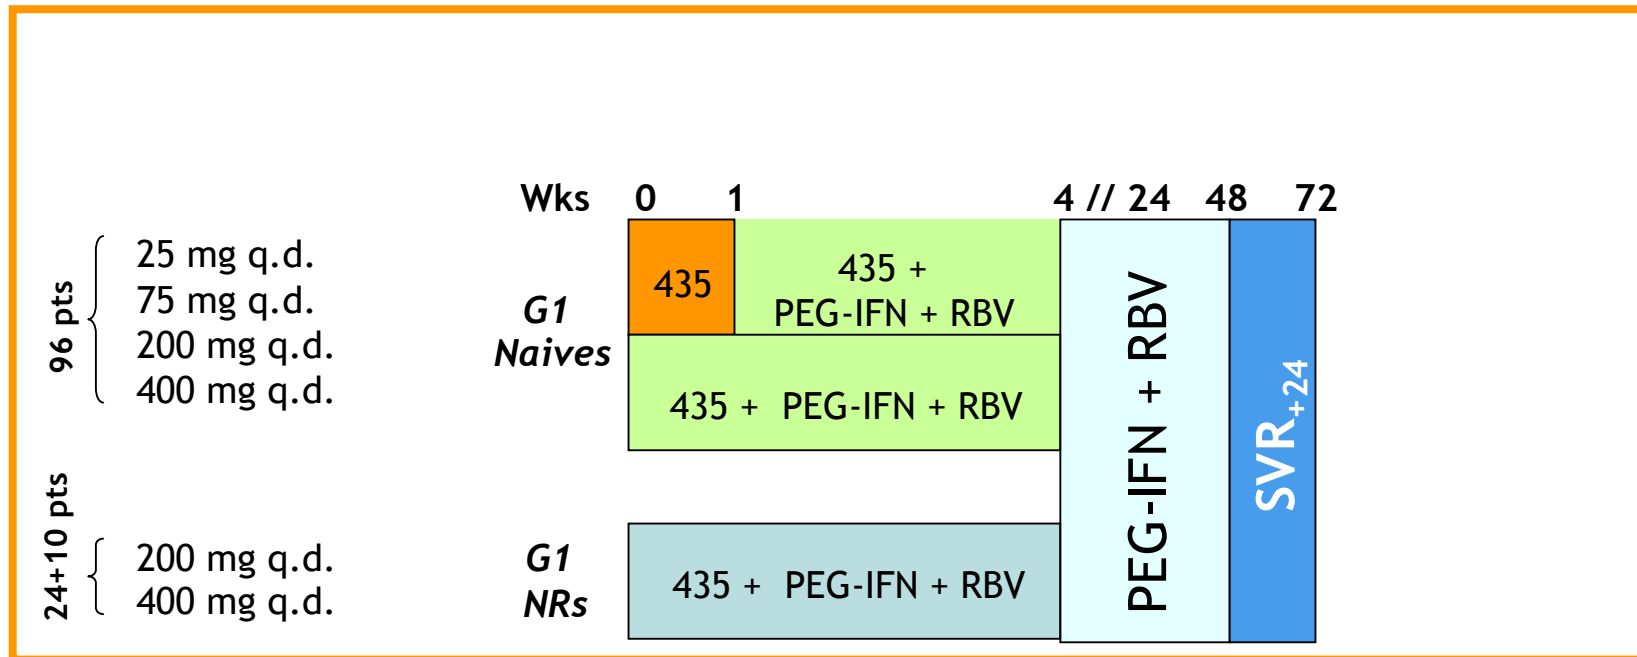 Wks 0 1 4 // 24 48 72
96 pts
25 mg q.d.
75 mg q.d.
200 mg q.d.
400 mg q.d.
G1
Naives
435
435 +
PEG-IFN + RBV
435 + PEG-IFN + RBV
24+10 pts
200 mg q.d.
400 mg q.d.
G1
NRs
435 + PEG-IFN + RBV
PEG-IFN + RBV
SVR+24